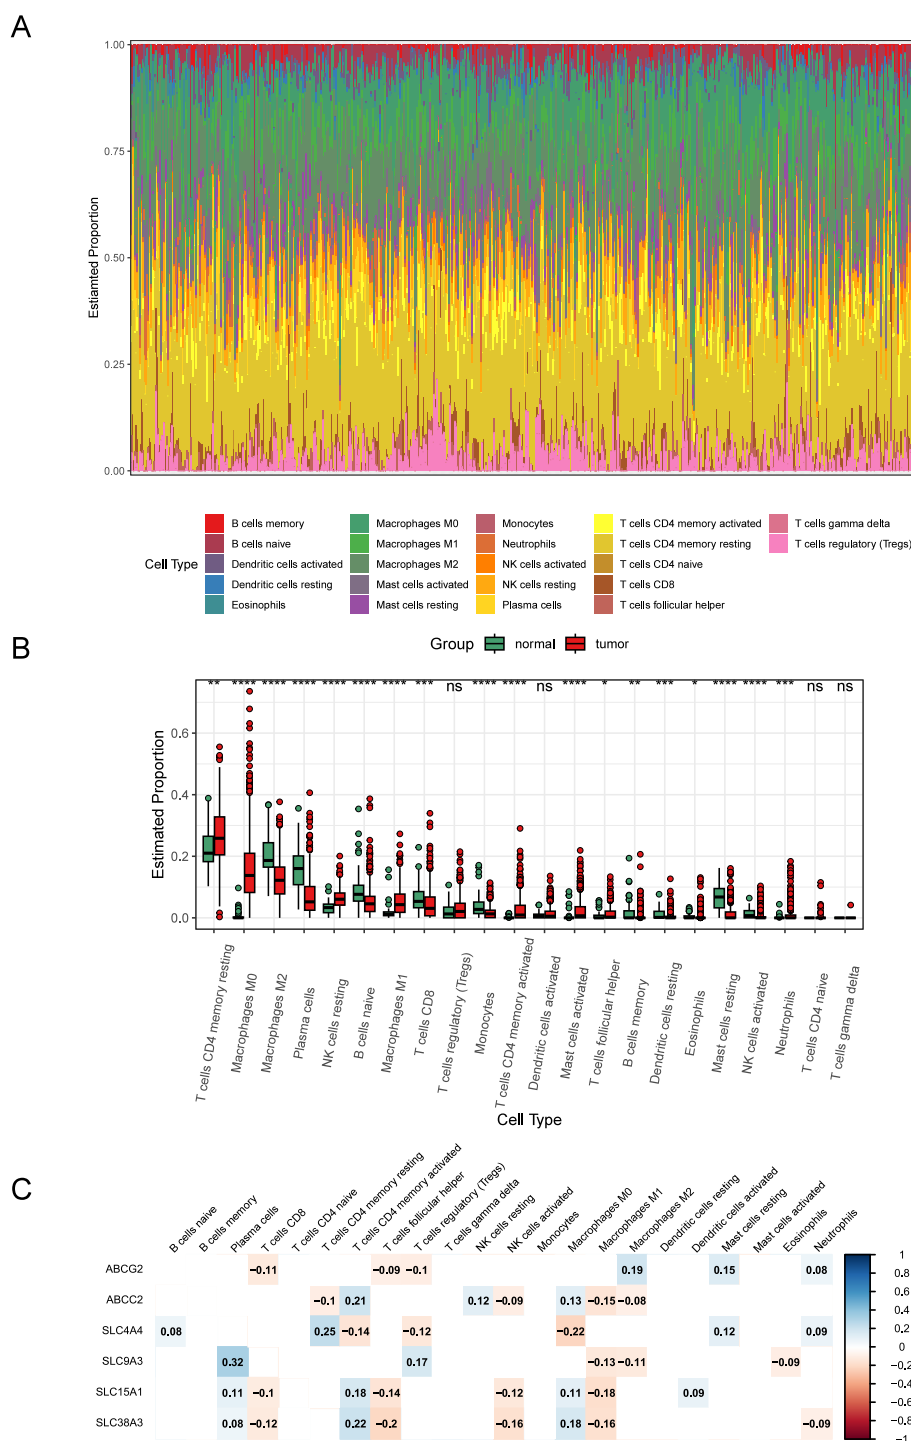 A
1.00
0.75
0.50
0.25
0.00
Estiamted Proportion
Cell Type
B cells memory
B cells naive
Dendritic cells activated
Dendritic cells resting
Eosinophils
Macrophages M0
Macrophages M1
Macrophages M2
Mast cells activated
Mast cells resting
Monocytes
Neutrophils
NK cells activated
NK cells resting
Plasma cells
T cells CD4 memory activated
T cells CD4 memory resting
T cells CD4 naive
T cells CD8
T cells follicular helper
T cells gamma delta
T cells regulatory (Tregs)
B
Group normal tumor
** **** **** **** **** **** **** *** ns **** **** ns **** * ** *** * **** **** *** ns ns
0.6
0.4
0.2
0.0
Estimated Proportion
T cells CD4 memory resting
Macrophages M0
Macrophages M2
Plasma cells
NK cells resting
B cells naive
Macrophages M1
T cells CD8
T cells regulatory (Tregs)
Monocytes
T cells CD4 memory activated
Dendritic cells activated
Mast cells activated
T cells follicular helper
B cells memory
Dendritic cells resting
Eosinophils
Mast cells resting
NK cells activated
Neutrophils
T cells CD4 naive
T cells gamma delta
Cell Type
C
B cells naive
B cells memory
Plasma cells
T cells CD8
T cells CD4 naive
T cells CD4 memory resting
T cells CD4 memory activated
T cells follicular helper
T cells regulatory (Tregs)
T cells gamma delta
NK cells resting
NK cells activated
Monocytes
Macrophages M0
Macrophages M1
Macrophages M2
Dendritic cells resting
Dendritic cells activated
Mast cells resting
Mast cells activated
Eosinophils
Neutrophils
ABCG2 −0.11 −0.09 −0.1 0.19 0.15 0.08
ABCC2 −0.1 0.21 0.12 −0.09 0.13 −0.15 −0.08
SLC4A4 0.08 0.25 −0.14 −0.12 −0.22 0.12 0.09
SLC9A3 0.32 0.17 −0.13 −0.11 −0.09
SLC15A1 0.11 −0.1 0.18 −0.14 −0.12 0.11 −0.18 0.09
SLC38A3 0.08 −0.12 0.22 −0.2 −0.16 0.18 −0.16 −0.09
1
0.8
0.6
0.4
0.2
0
−0.2
−0.4
−0.6
−0.8
−1